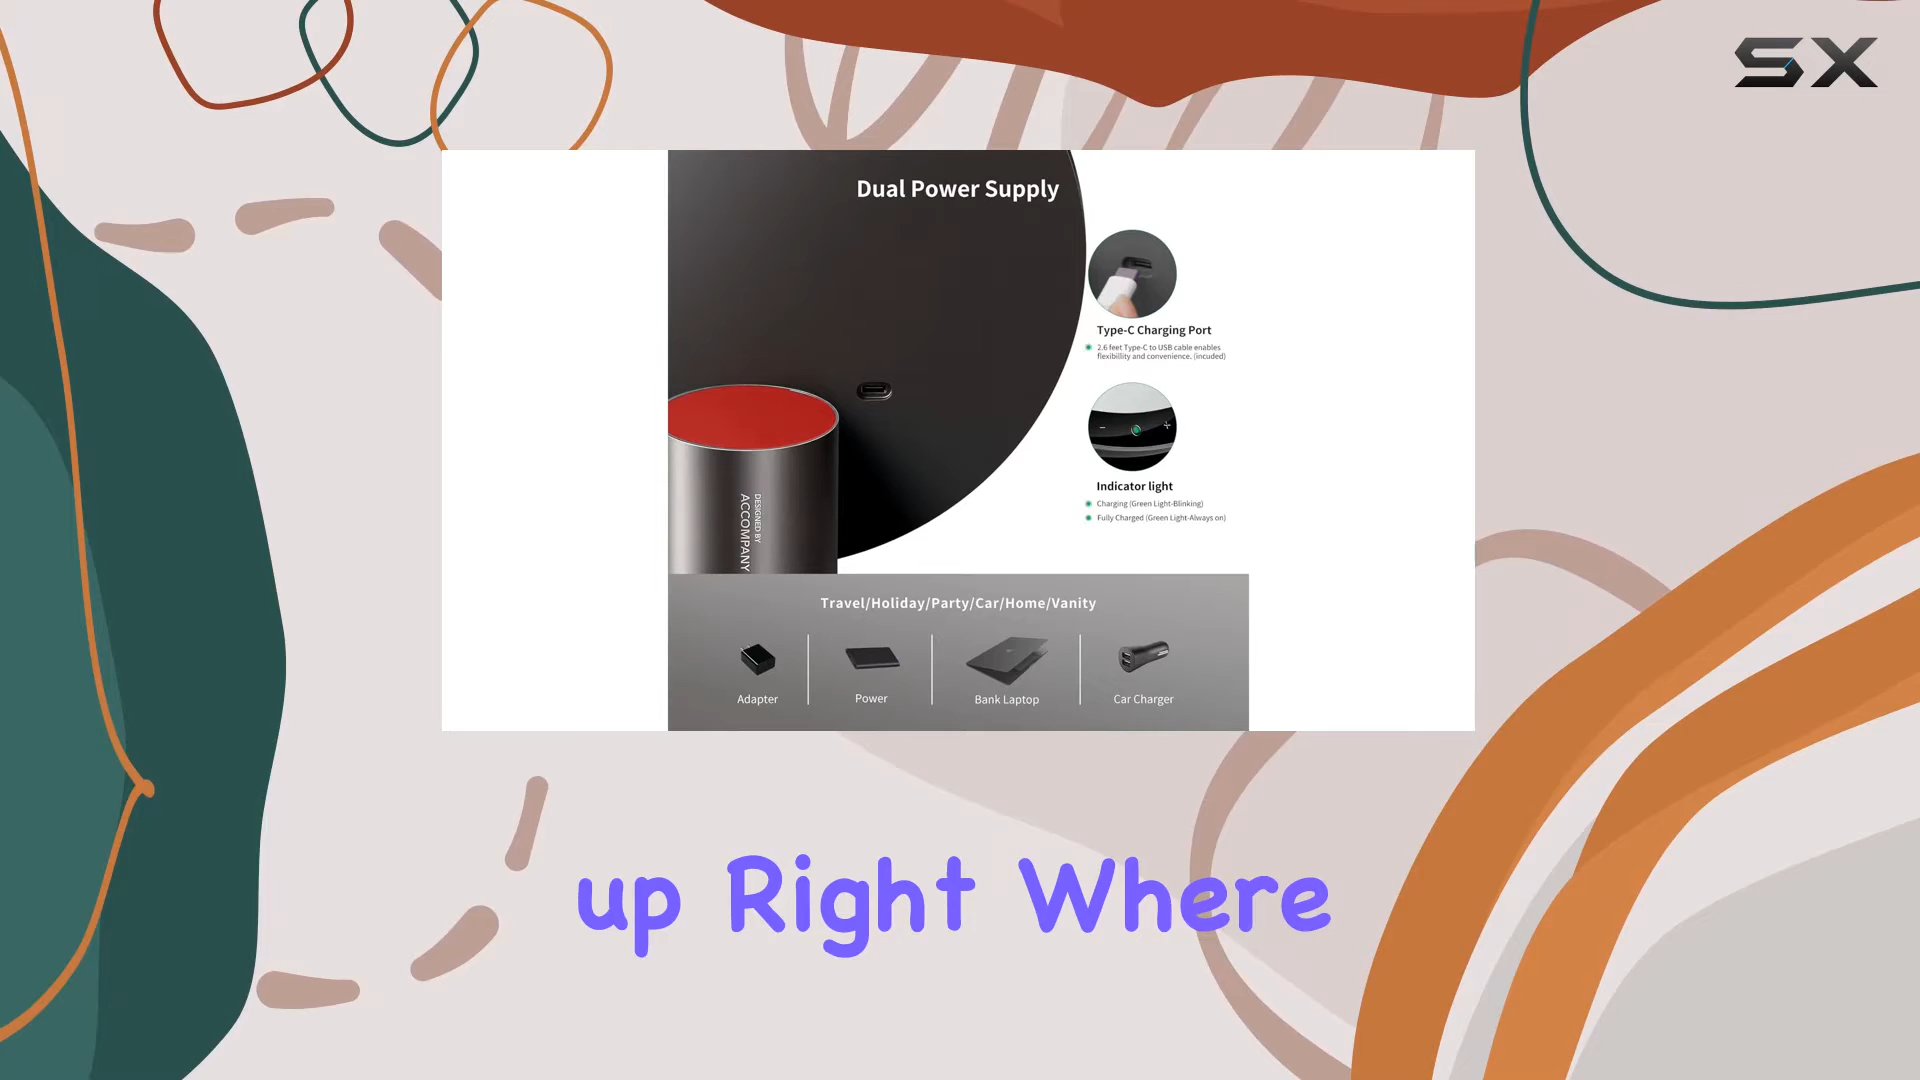 SX
Dual Power Supply
Type-C Charging Port
2.6 feet Type-C to USB cable enables
flexibillity and convenience. (incuded)
Indicator light
Charging (Green Light-Blinking)
Fully Charged (Green Light-Always on)
DESIGNED BY
ACCOMPANY
Travel/Holiday/Party/Car/Home/Vanity
Adapter
Power
Bank Laptop
Car Charger
up Right Where